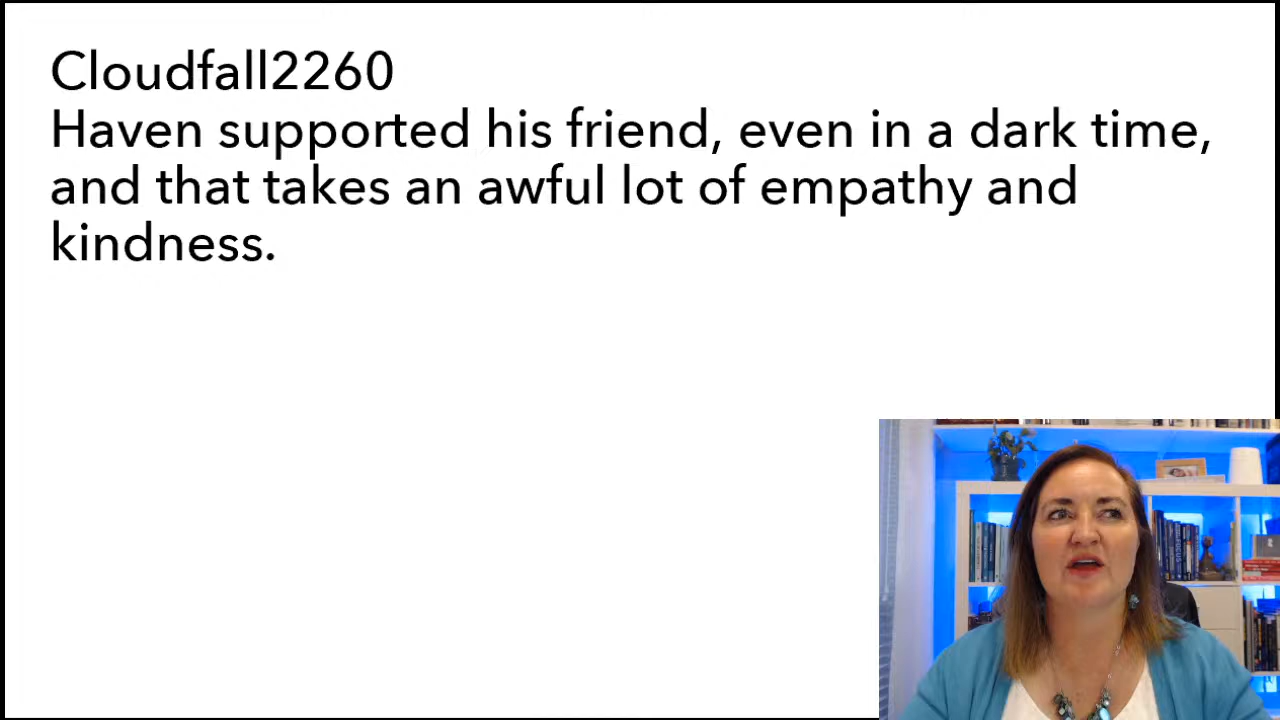 Cloudfall2260
Haven supported his friend, even in a dark time,
and that takes an awful lot of empathy and
kindness.